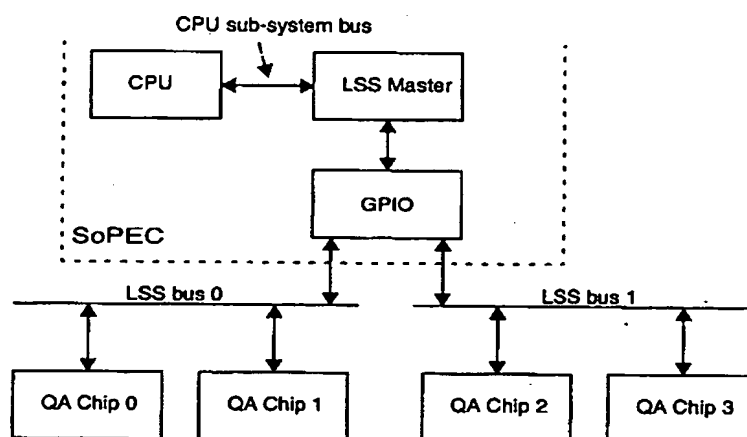 CPU sub-system bus
CPU
LSS Master
GPIO
SoPEC
LSS bus 0
LSS bus 1
QA Chip 0
QA Chip 1
QA Chip 2
QA Chip 3